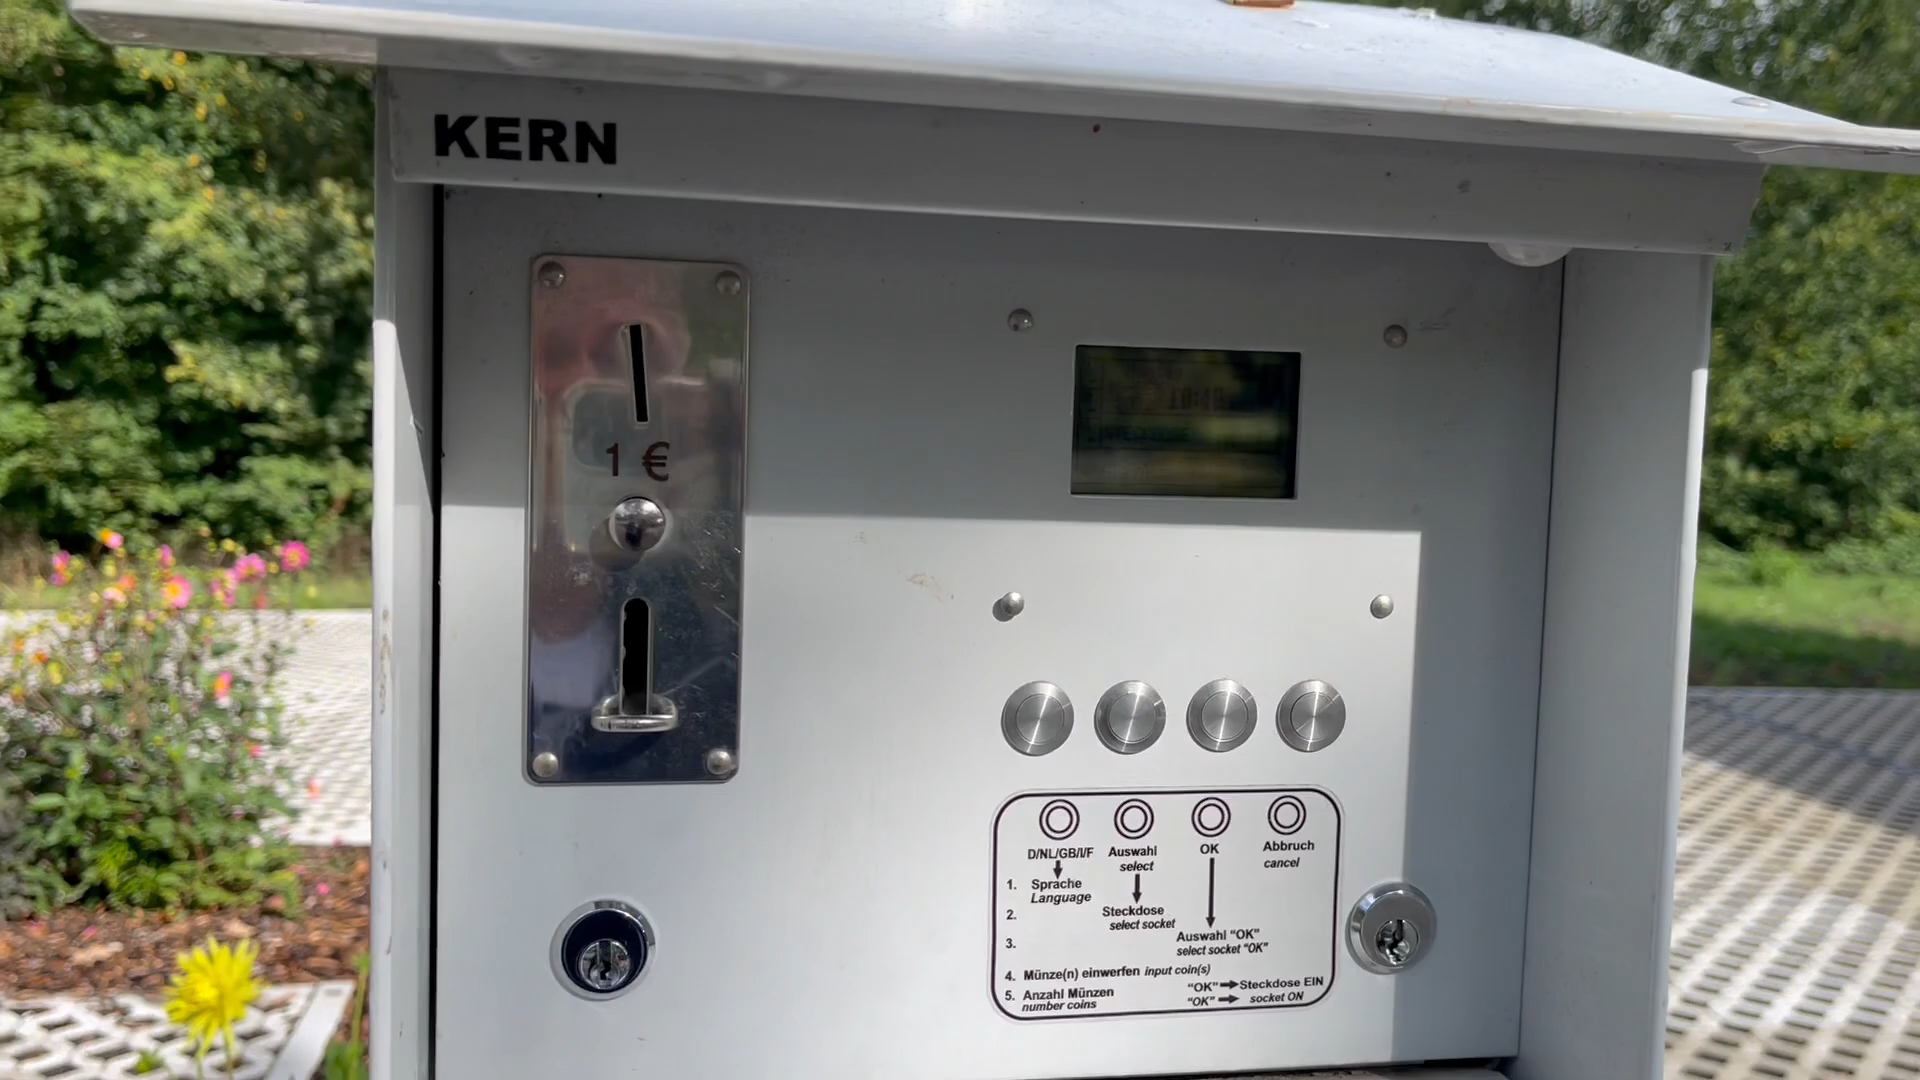 KERN
1 €
D/NL/GB/I/F
Auswahl
select
OK
Abbruch
cancel
1. Sprache
Language
2. Steckdose
select socket
3. Auswahl "OK"
select socket "OK"
4. Münze(n) einwerfen input coin(s)
5. Anzahl Münzen
number coins
"OK" → Steckdose EIN
"OK" → socket ON